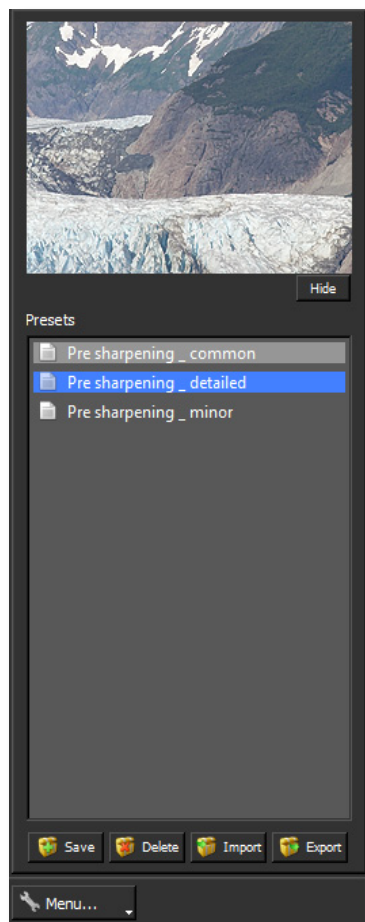 Hide
Presets
Pre sharpening _ common
Pre sharpening _ detailed
Pre sharpening _ minor
Save Delete Import Export
Menu...